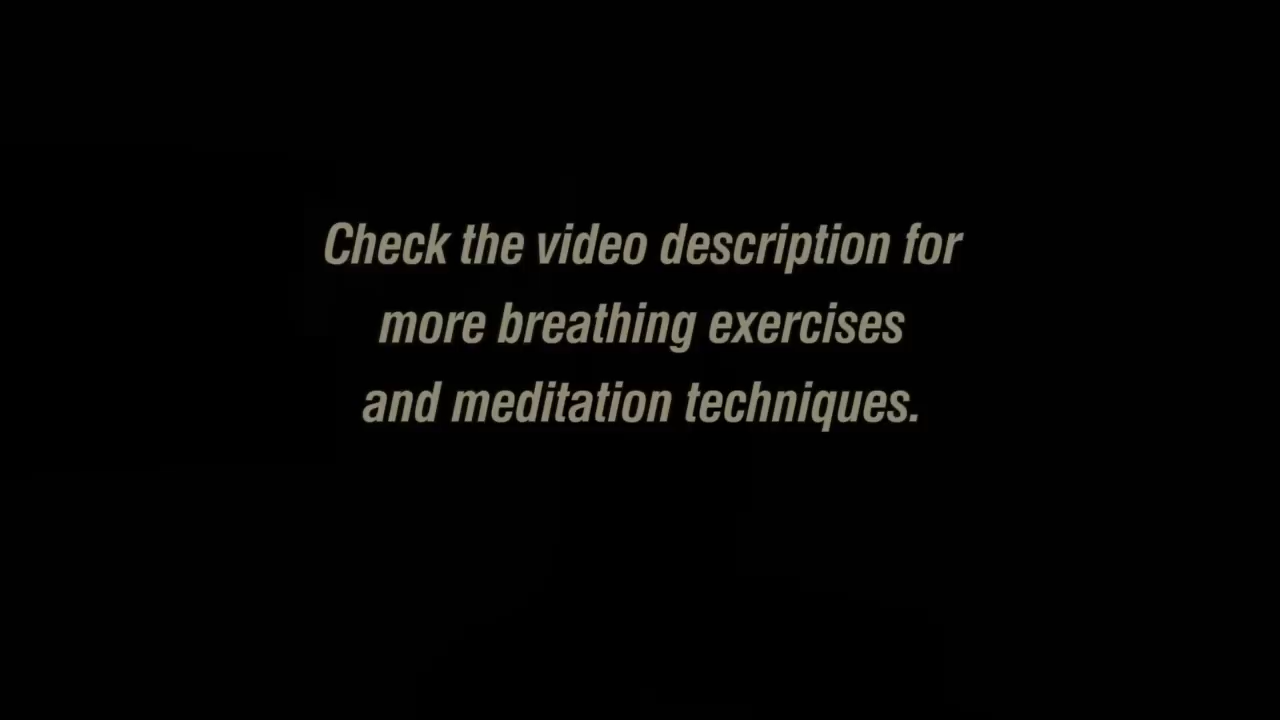 Check the video description for
more breathing exercises
and meditation techniques.